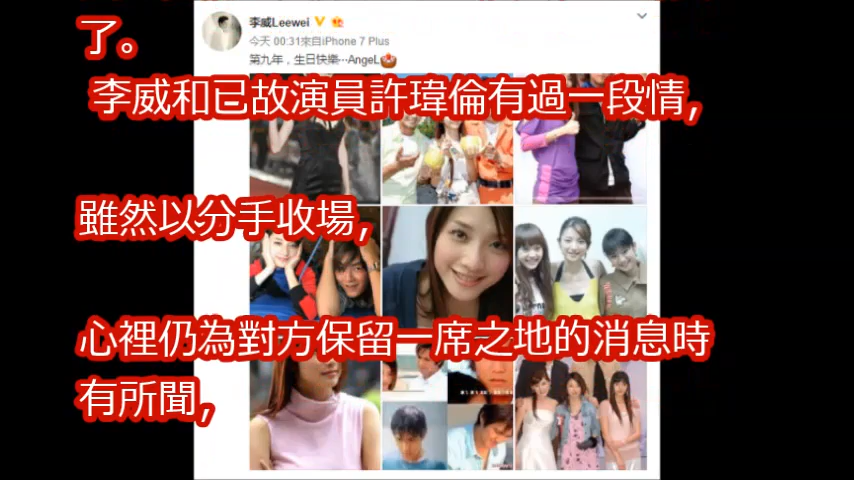 了。
李威Leewei
今天 00:31來自iPhone 7 Plus
第九年，生日快樂…AngeL
李威和已故演員許瑋倫有過一段情，
雖然以分手收場，
心裡仍為對方保留一席之地的消息時
有所聞，